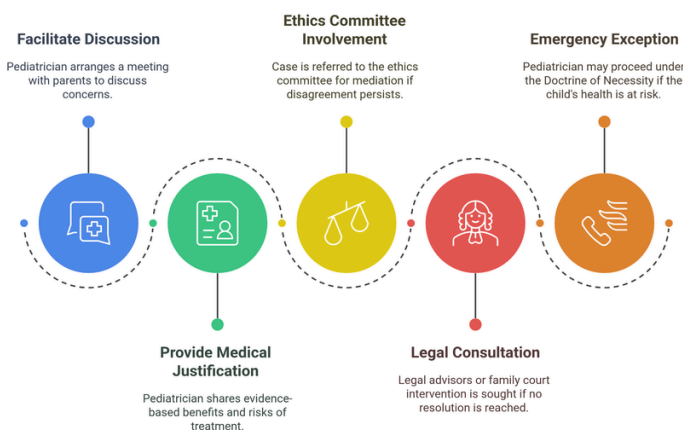 Facilitate Discussion
Pediatrician arranges a meeting
with parents to discuss
concerns.
Provide Medical
Justification
Pediatrician shares evidence-
based benefits and risks of
treatment.
Ethics Committee
Involvement
Case is referred to the ethics
committee for mediation if
disagreement persists.
Legal Consultation
Legal advisors or family court
intervention is sought if no
resolution is reached.
Emergency Exception
Pediatrician may proceed under
the Doctrine of Necessity if the
child's health is at risk.